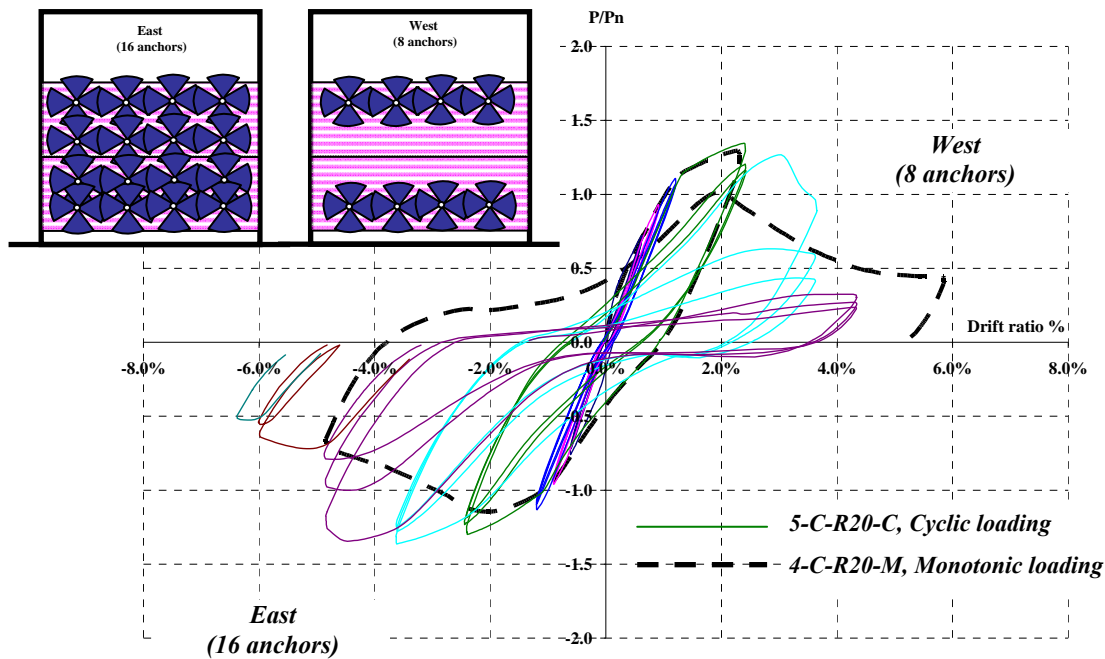 East
(16 anchors)
West
(8 anchors)
P/Pn
2.0
1.5
West
(8 anchors)
1.0
0.5
Drift ratio %
0.0
-8.0%
-6.0%
-4.0%
-2.0%
0.0%
2.0%
4.0%
6.0%
8.0%
-0.5
-1.0
5-C-R20-C, Cyclic loading
4-C-R20-M, Monotonic loading
-1.5
East
(16 anchors)
-2.0